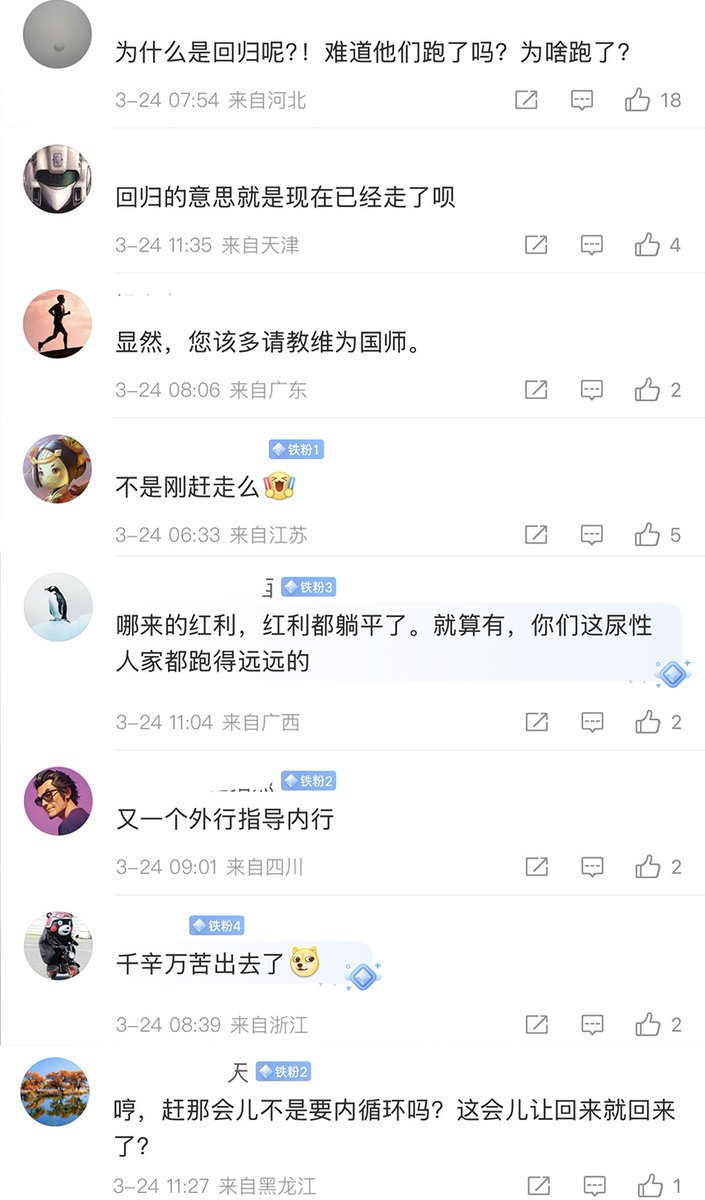 为什么是回归呢?！难道他们跑了吗？为啥跑了？
3-24 07:54 来自河北
18
回归的意思就是现在已经走了呗
3-24 11:35 来自天津
4
显然，您该多请教维为国师。
3-24 08:06 来自广东
2
铁粉1
不是刚赶走么
3-24 06:33 来自江苏
5
铁粉3
哪来的红利，红利都躺平了。就算有，你们这尿性
人家都跑得远远的
3-24 11:04 来自广西
2
铁粉2
又一个外行指导内行
3-24 09:01 来自四川
2
铁粉4
千辛万苦出去了
3-24 08:39 来自浙江
2
天 铁粉2
哼，赶那会儿不是要内循环吗？这会儿让回来就回来
了？
3-24 11:27 来自黑龙江
1